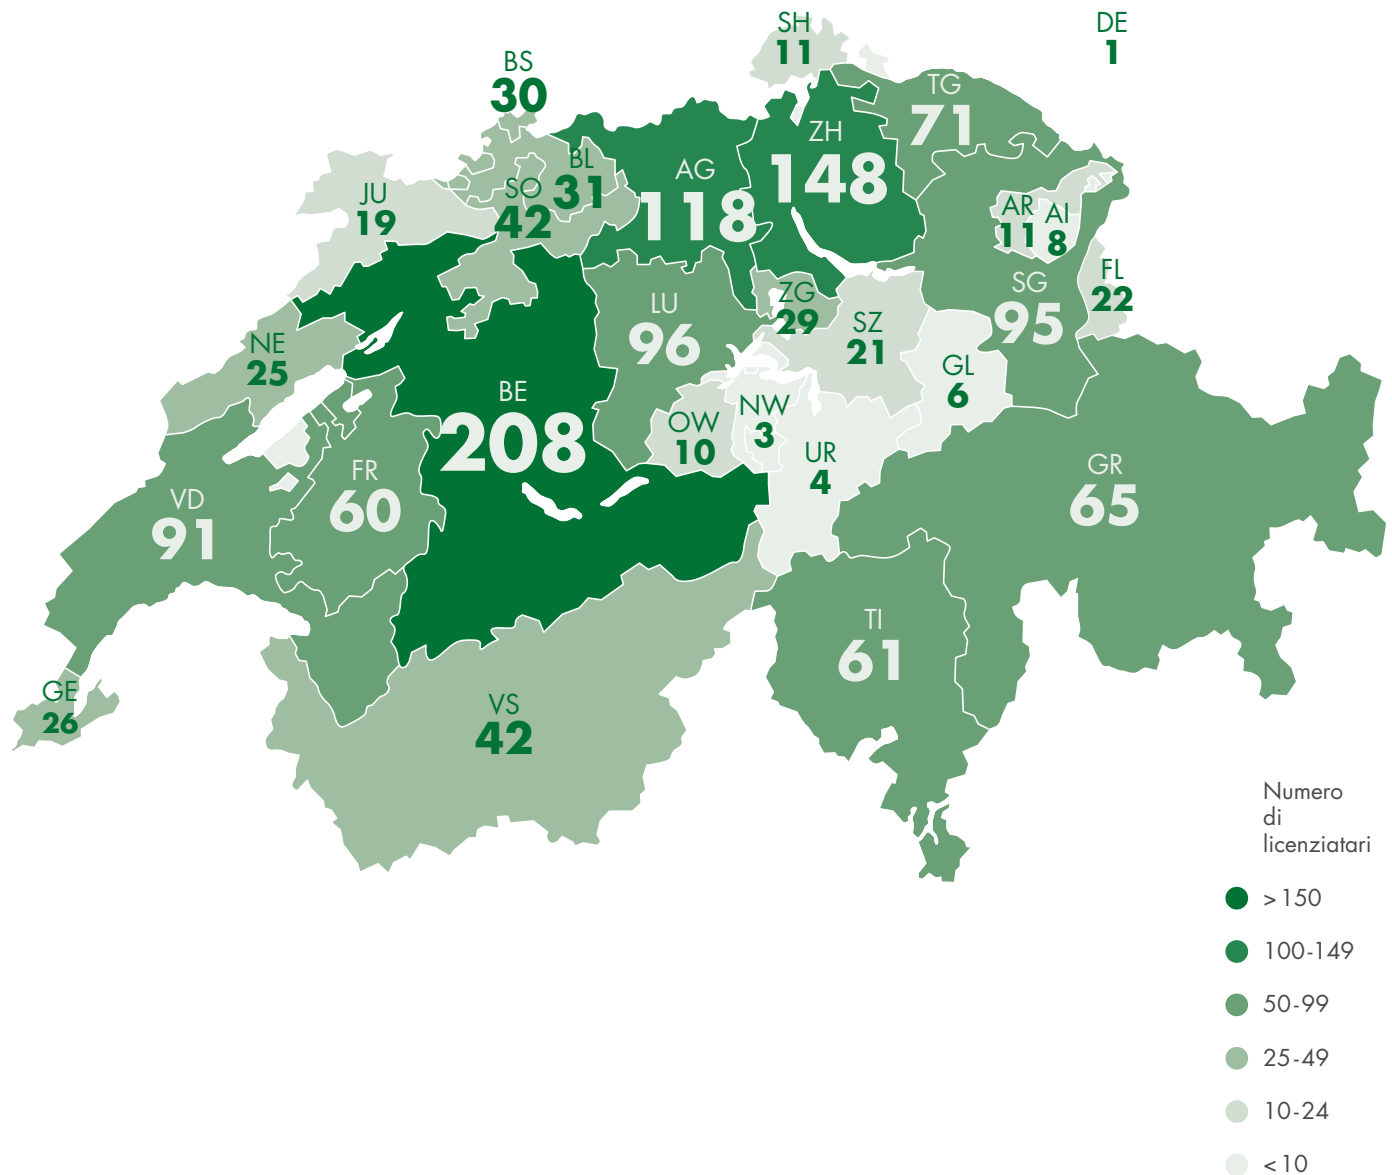 SH
11
DE
1
BS
30
TG
71
ZH
148
BL
31
AG
118
JU
19
SO
42
AR
11
AI
8
FL
22
SG
95
ZG
29
LU
96
SZ
21
NE
25
GL
6
BE
208
NW
3
OW
10
UR
4
GR
65
FR
60
VD
91
TI
61
GE
26
VS
42
Numero
di
licenziatari
> 150
100-149
50-99
25-49
10-24
< 10